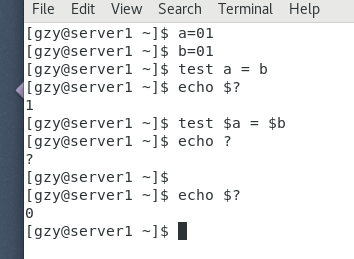 File Edit View Search Terminal Help
[gzy@server1 ~]$ a=01
[gzy@server1 ~]$ b=01
[gzy@server1 ~]$ test a = b
[gzy@server1 ~]$ echo $?
1
[gzy@server1 ~]$ test $a = $b
[gzy@server1 ~]$ echo ?
?
[gzy@server1 ~]$
[gzy@server1 ~]$ echo $?
0
[gzy@server1 ~]$